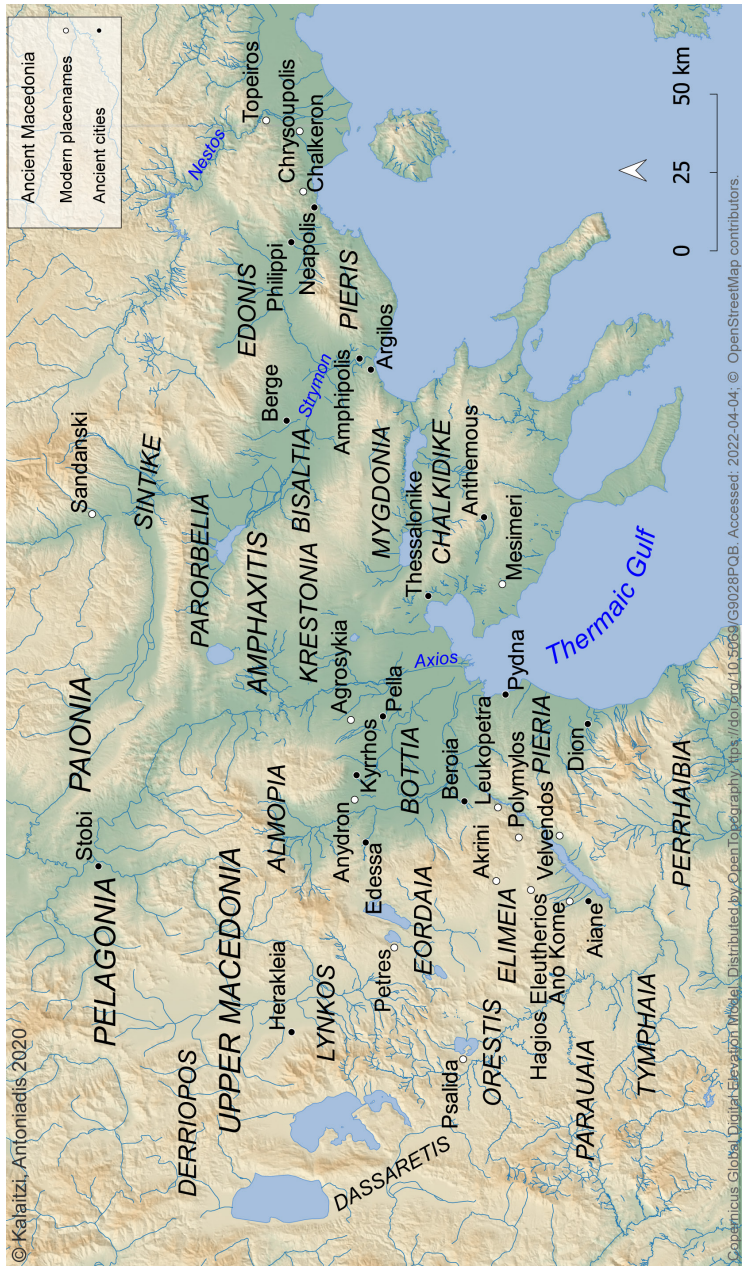 © Kalaitzi, Antoniadis 2020
Ancient Macedonia
Modern placenames
Ancient cities
PELAGONIA
Stobi
PAIONIA
Sandanski
SINTIKE
DERRIOPOS
UPPER MACEDONIA
PARORBELIA
AMPHAXITIS
Nestos
Topeiros
EDONIS
Berge
Philippi
Chrysoupolis
Chalkeron
Neapolis
Herakleia
ALMOPIA
KRESTONIA
BISALTIA
Strymon
LYNKOS
Anydron
Kyrrhos
Agrosykia
Amphipolis
PIERIS
Argilos
Edessa
Pella
MYGDONIA
DASSARETIS
Petres
EORDAIA
BOTTIA
Axios
Thessalonike
CHALKIDIKE
Psalida
Beroia
Anthemous
ORESTIS
Akrini
Leukopetra
Mesimeri
ELIMEIA
Polymylos
Pydna
Hagios Eleutherios
Velvendos
PIERIA
Ano Kome
Aiane
Dion
Thermaic Gulf
PARAUAIA
TYMPHAIA
PERRHAIBIA
0 25 50 km
Copernicus Global Digital Elevation Model. Distributed by OpenTopography. ttps://doi.org/10.5069/G9028PQB. Accessed: 2022-04-04; © OpenStreetMap contributors.